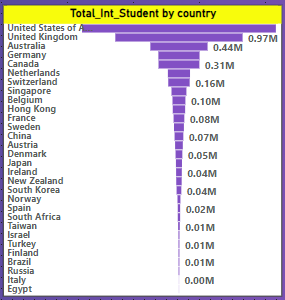 Total_Int_Student by country
United States of A...
United Kingdom 0.97M
Australia 0.44M
Germany
Canada 0.31M
Netherlands
Switzerland 0.16M
Singapore
Belgium 0.10M
Hong Kong
France 0.08M
Sweden
China 0.07M
Austria
Denmark 0.05M
Japan
Ireland 0.04M
New Zealand
South Korea 0.04M
Norway
Spain 0.02M
South Africa
Taiwan 0.01M
Israel
Turkey 0.01M
Finland
Brazil 0.01M
Russia
Italy 0.00M
Egypt